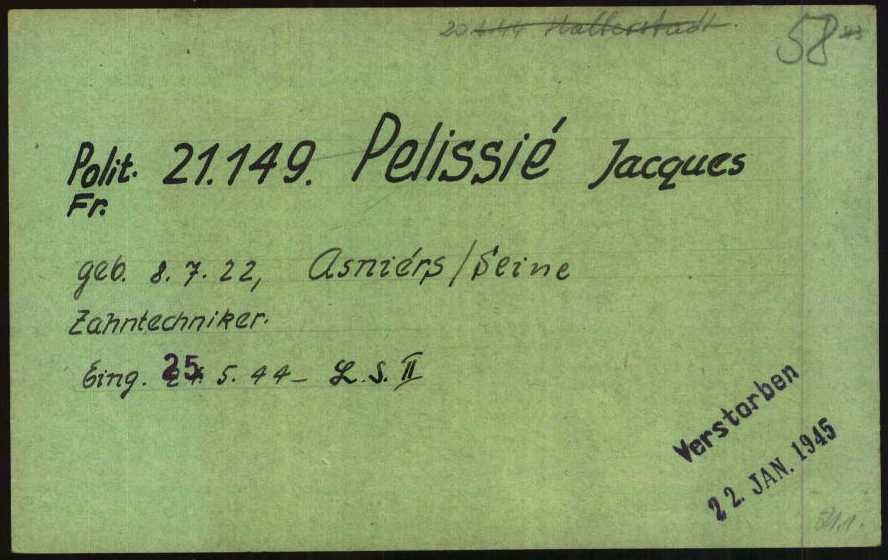 58
Polit. 21.149. Pelissié Jacques
Fr.
geb. 8. 7. 22, Asniérs/Seine
Zahntechniker.
Eing. 25. 5. 44 - L. S. II
Verstorben
22. JAN. 1945